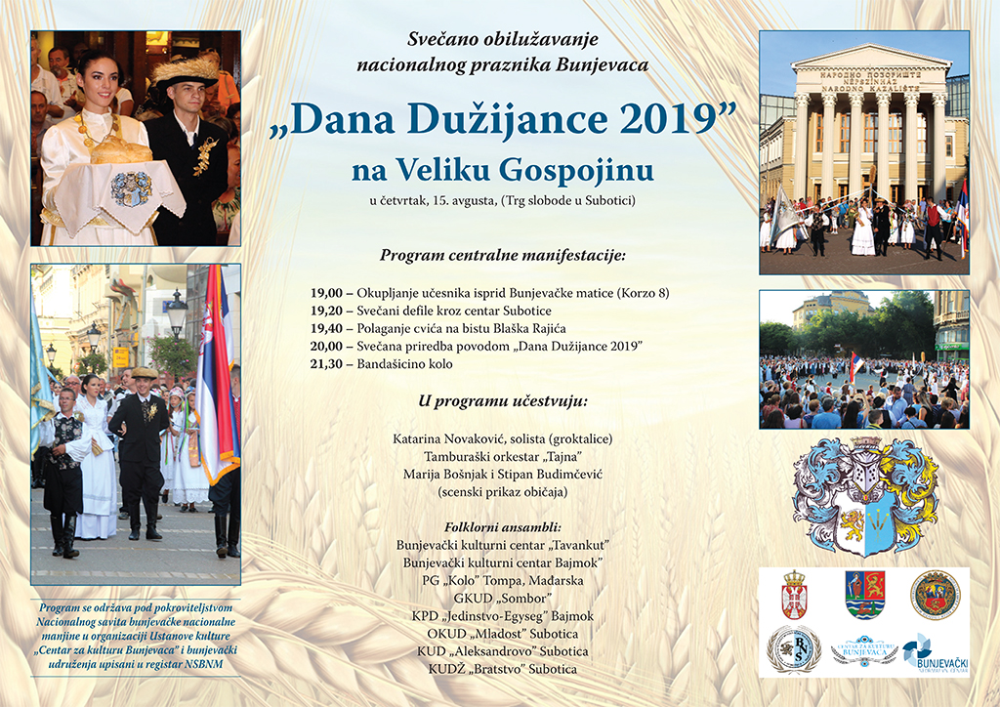 Svečano obilužavanje
nacionalnog praznika Bunjevaca
„Dana Dužijance 2019”
na Veliku Gospojinu
u četvrtak, 15. avgusta, (Trg slobode u Subotici)
Program centralne manifestacije:
19,00 – Okupljanje učesnika isprid Bunjevačke matice (Korzo 8)
19,20 – Svečani defile kroz centar Subotice
19,40 – Polaganje cvića na bistu Blaška Rajića
20,00 – Svečana priredba povodom „Dana Dužijance 2019”
21,30 – Bandašicino kolo
U programu učestvuju:
Katarina Novaković, solista (groktalice)
Tamburaški orkestar „Tajna”
Marija Bošnjak i Stipan Budimčević
(scenski prikaz običaja)
Folklorni ansambli:
Bunjevački kulturni centar „Tavankut”
Bunjevački kulturni centar Bajmok”
PG „Kolo” Tompa, Mađarska
GKUD „Sombor”
KPD „Jedinstvo-Egyseg” Bajmok
OKUD „Mladost” Subotica
KUD „Aleksandrovo” Subotica
KUDŽ „Bratstvo” Subotica
Program se održava pod pokroviteljstvom
Nacionalnog savita bunjevačke nacionalne
manjine u organizaciji Ustanove kulture
„Centar za kulturu Bunjevaca” i bunjevački
udruženja upisani u registar NSBNM
НАРОДНО ПОЗОРИШТЕ
NÉPSZINHÁZ
NARODNO KAZALIŠTE
CENTAR ZA KULTURU
BUNJEVACA
BUNJEVAČKI